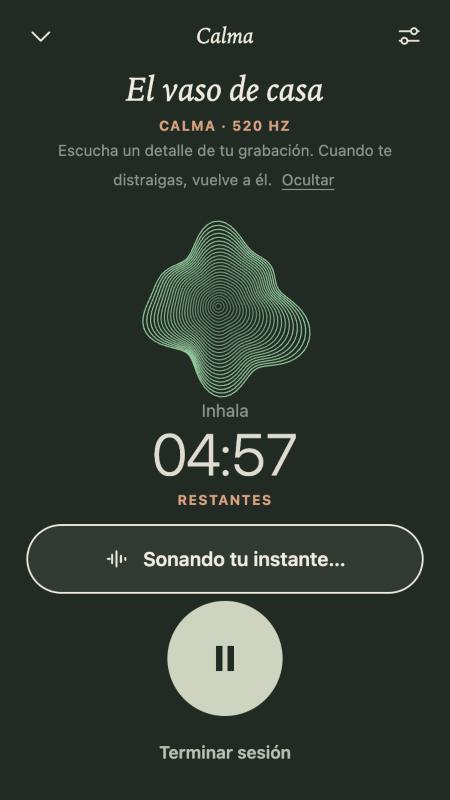 Calma
El vaso de casa
CALMA · 520 HZ
Escucha un detalle de tu grabación. Cuando te
distraigas, vuelve a él. Ocultar
Inhala
04:57
RESTANTES
Sonando tu instante...
Terminar sesión